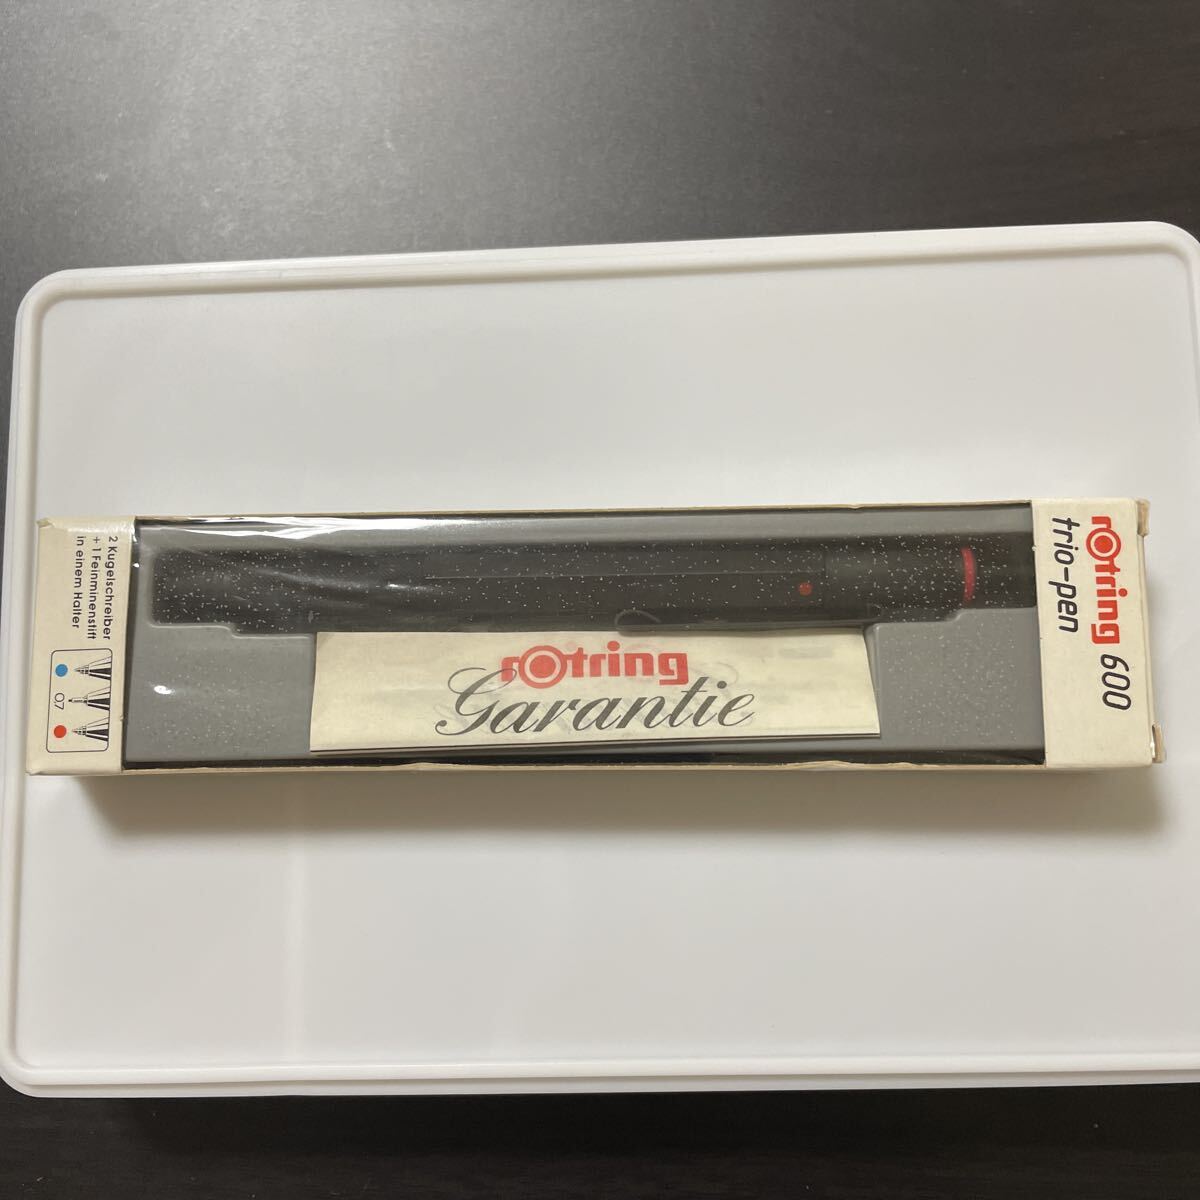 rotring 600
trio-pen
rotring
Garantie
2 Kugelschreiber
+ 1 Feinminenstift
in einem Halter
0,7